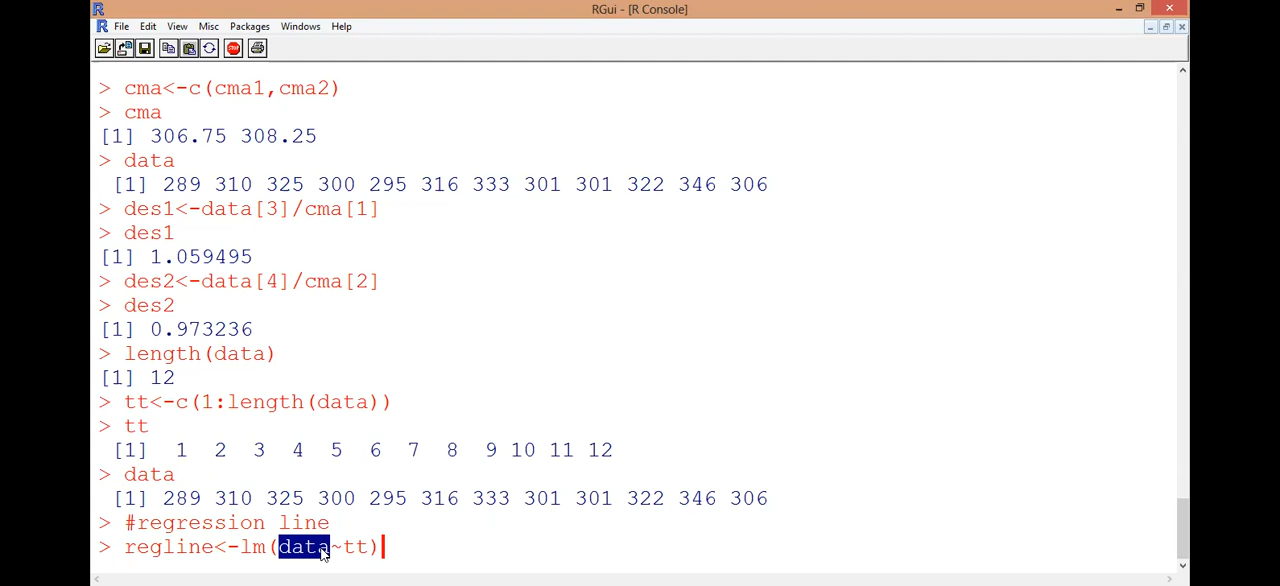 RGui - [R Console]
File Edit View Misc Packages Windows Help
STOP
> cma<-c(cma1,cma2)
> cma
[1] 306.75 308.25
> data
[1] 289 310 325 300 295 316 333 301 301 322 346 306
> des1<-data[3]/cma[1]
> des1
[1] 1.059495
> des2<-data[4]/cma[2]
> des2
[1] 0.973236
> length(data)
[1] 12
> tt<-c(1:length(data))
> tt
[1] 1 2 3 4 5 6 7 8 9 10 11 12
> data
[1] 289 310 325 300 295 316 333 301 301 322 346 306
> #regression line
> regline<-lm(data~tt)